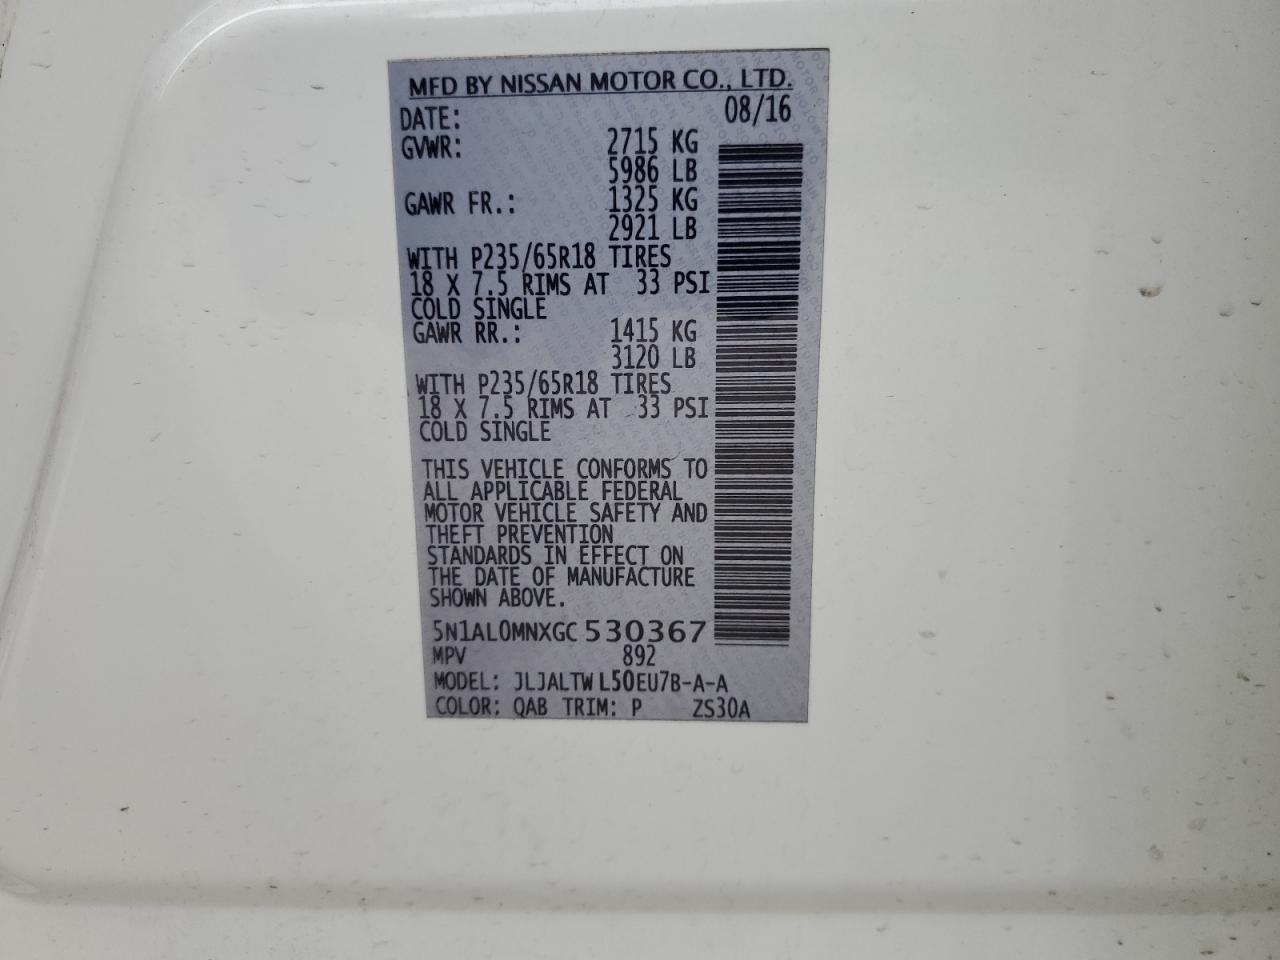 MFD BY NISSAN MOTOR CO., LTD.
DATE: 08/16
GVWR: 2715 KG
5986 LB
GAWR FR.: 1325 KG
2921 LB
WITH P235/65R18 TIRES
18 X 7.5 RIMS AT 33 PSI
COLD SINGLE
GAWR RR.: 1415 KG
3120 LB
WITH P235/65R18 TIRES
18 X 7.5 RIMS AT 33 PSI
COLD SINGLE
THIS VEHICLE CONFORMS TO
ALL APPLICABLE FEDERAL
MOTOR VEHICLE SAFETY AND
THEFT PREVENTION
STANDARDS IN EFFECT ON
THE DATE OF MANUFACTURE
SHOWN ABOVE.
5N1AL0MNXGC530367
MPV 892
MODEL: JLJALTWL50EU7B-A-A
COLOR: QAB TRIM: P ZS30A